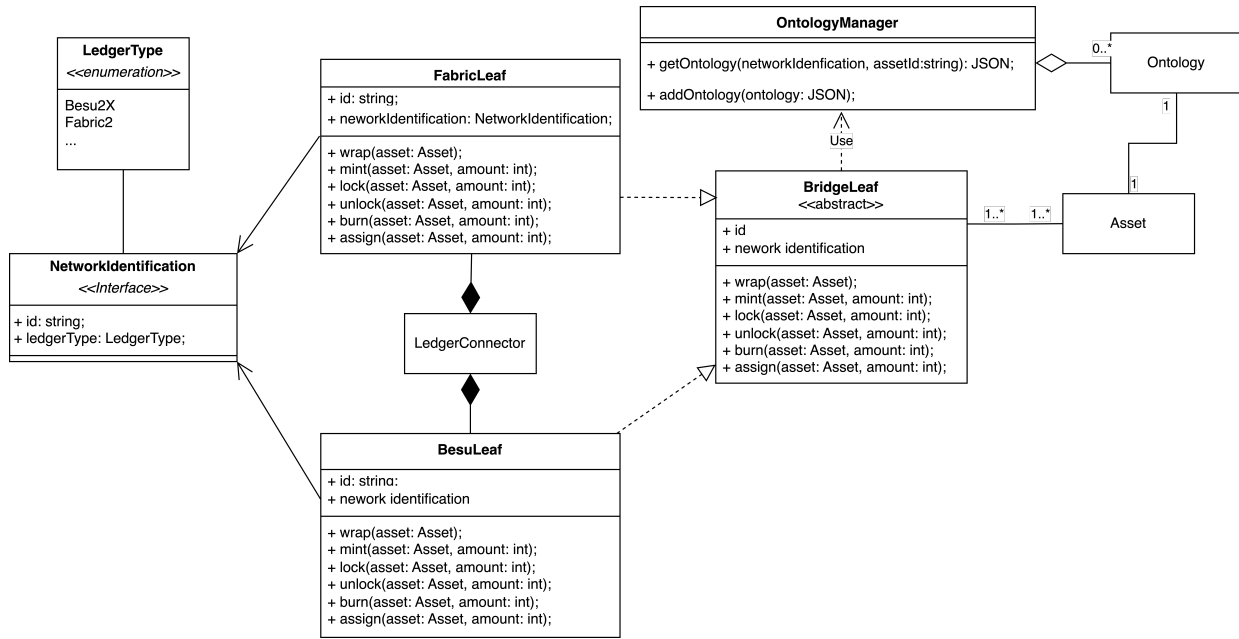 LedgerType
<<enumeration>>
Besu2X
Fabric2
...
NetworkIdentification
<<Interface>>
+ id: string;
+ ledgerType: LedgerType;
FabricLeaf
+ id: string;
+ neworkIdentification: NetworkIdentification;
+ wrap(asset: Asset);
+ mint(asset: Asset, amount: int);
+ lock(asset: Asset, amount: int);
+ unlock(asset: Asset, amount: int);
+ burn(asset: Asset, amount: int);
+ assign(asset: Asset, amount: int);
LedgerConnector
BesuLeaf
+ id: string;
+ nework identification
+ wrap(asset: Asset);
+ mint(asset: Asset, amount: int);
+ lock(asset: Asset, amount: int);
+ unlock(asset: Asset, amount: int);
+ burn(asset: Asset, amount: int);
+ assign(asset: Asset, amount: int);
OntologyManager
+ getOntology(networkIdenfication, assetId:string): JSON;
+ addOntology(ontology: JSON);
Use
BridgeLeaf
<<abstract>>
+ id
+ nework identification
+ wrap(asset: Asset);
+ mint(asset: Asset, amount: int);
+ lock(asset: Asset, amount: int);
+ unlock(asset: Asset, amount: int);
+ burn(asset: Asset, amount: int);
+ assign(asset: Asset, amount: int);
0..*
Ontology
1
1
1..*
1..*
Asset